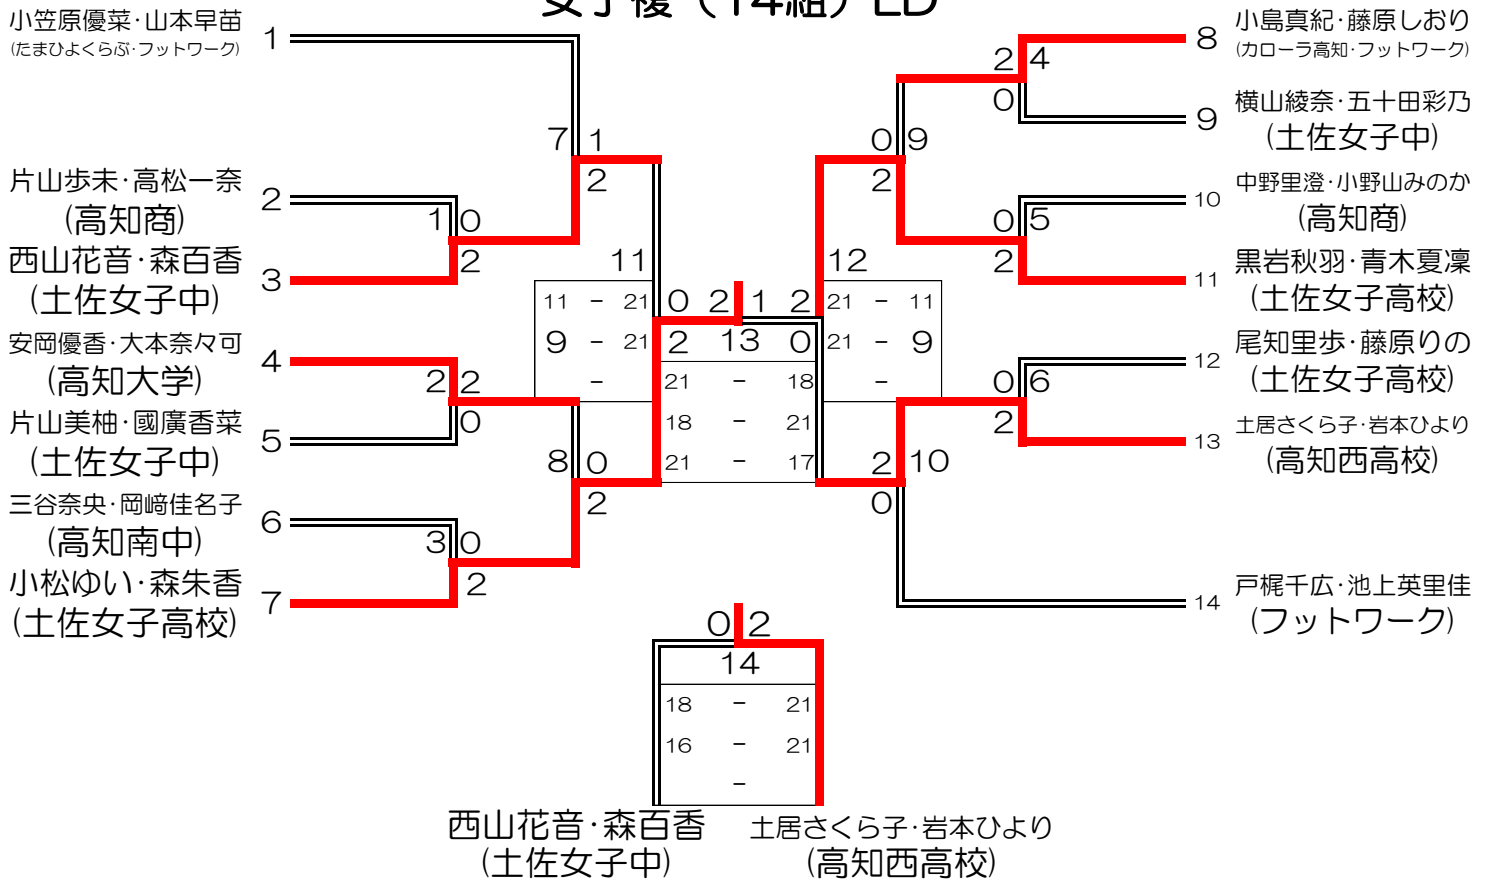 女子複（14組）ED
小笠原優菜·山本早苗
(たまひよくらぶ·フットワーク)
1
片山歩未·高松一奈
(高知商)
2
西山花音·森百香
(土佐女子中)
3
安岡優香·大本奈々可
(高知大学)
4
片山美柚·國廣香菜
(土佐女子中)
5
三谷奈央·岡﨑佳名子
(高知南中)
6
小松ゆい·森朱香
(土佐女子高校)
7
7 1
2
1 0
2
2 2
0
8 0
2
3 0
2
11
11 - 21
9 - 21
-
0 2 1 2
2 13 0
21 - 18
18 - 21
21 - 17
12
21 - 11
21 - 9
-
2 4
0
0 9
2
0 5
2
0 6
2
2 10
0
8
小島真紀·藤原しおり
(カローラ高知·フットワーク)
9
横山綾奈·五十田彩乃
(土佐女子中)
10
中野里澄·小野山みのか
(高知商)
11
黒岩秋羽·青木夏凜
(土佐女子高校)
12
尾知里歩·藤原りの
(土佐女子高校)
13
土居さくら子·岩本ひより
(高知西高校)
14
戸梶千広·池上英里佳
(フットワーク)
0 2
14
18 - 21
16 - 21
-
西山花音·森百香
(土佐女子中)
土居さくら子·岩本ひより
(高知西高校)